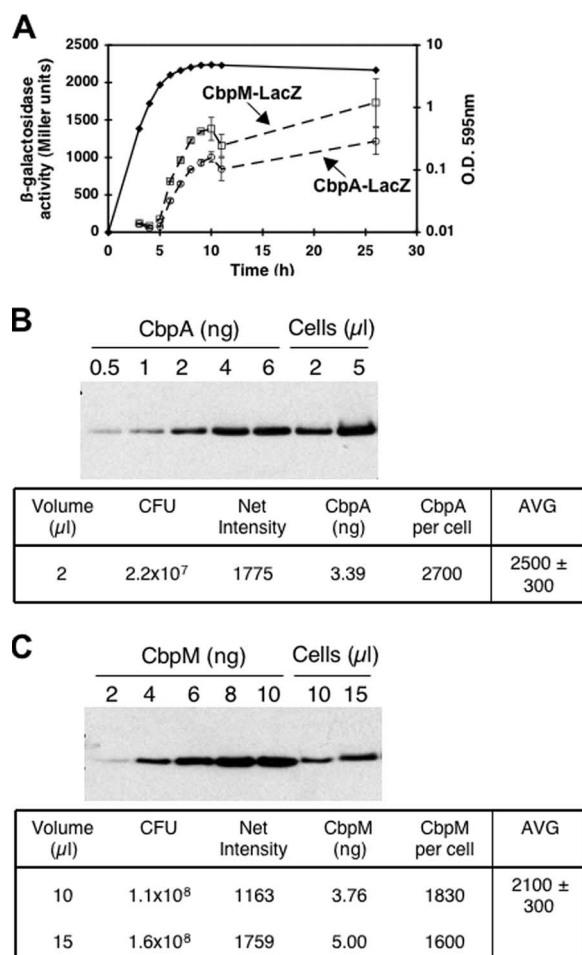 A
ß-galactosidase
activity (Miller units)
2500
2000
1500
1000
500
0
10
1
0.1
0.01
O.D. 595nm
CbpM-LacZ
CbpA-LacZ
0 5 10 15 20 25 30
Time (h)
B
CbpA (ng) Cells (µl)
0.5 1 2 4 6 2 5
Volume (µl) CFU Net Intensity CbpA (ng) CbpA per cell AVG
2 2.2x10⁷ 1775 3.39 2700 2500 ± 300
C
CbpM (ng) Cells (µl)
2 4 6 8 10 10 15
Volume (µl) CFU Net Intensity CbpM (ng) CbpM per cell AVG
10 1.1x10⁸ 1163 3.76 1830 2100 ± 300
15 1.6x10⁸ 1759 5.00 1600